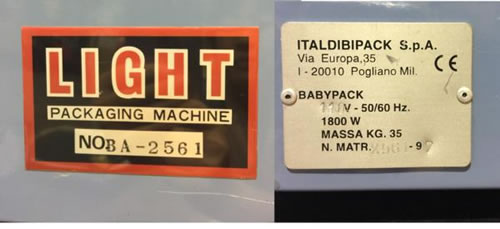 LIGHT
PACKAGING MACHINE
NO.BA-2561
ITALDIBIPACK S.p.A.
Via Europa,35
I - 20010 Pogliano Mil.
CE
BABYPACK
V - 50/60 Hz.
1800 W
MASSA KG. 35
N. MATR.